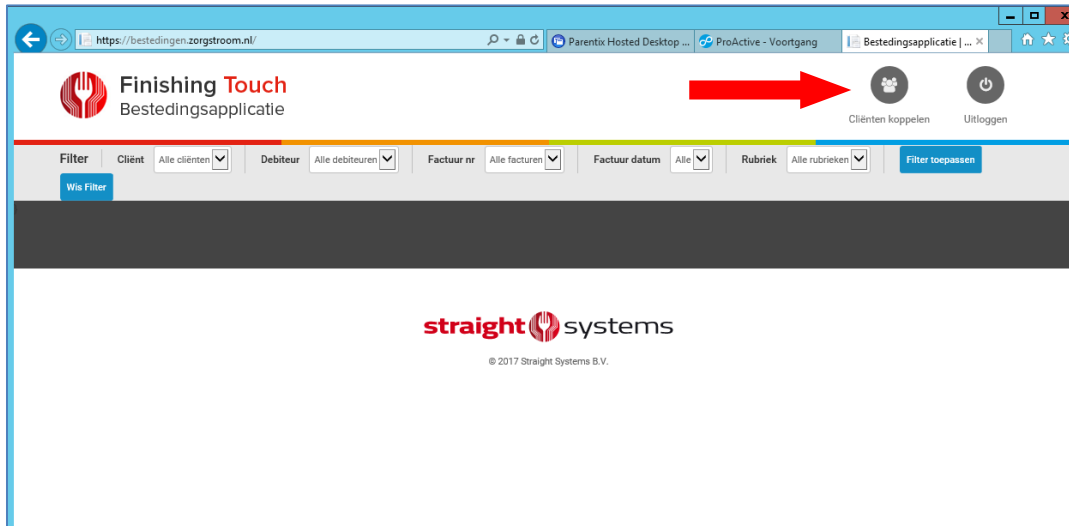 https://bestedingen.zorgstroom.nl/
Parentix Hosted Desktop ...
ProActive - Voortgang
Bestedingsapplicatie | ...
Finishing Touch
Bestedingsapplicatie
Cliënten koppelen
Uitloggen
Filter Cliënt Alle cliënten Debiteur Alle debiteuren Factuur nr Alle facturen Factuur datum Alle Rubriek Alle rubrieken Filter toepassen
Wis Filter
straight systems
© 2017 Straight Systems B.V.